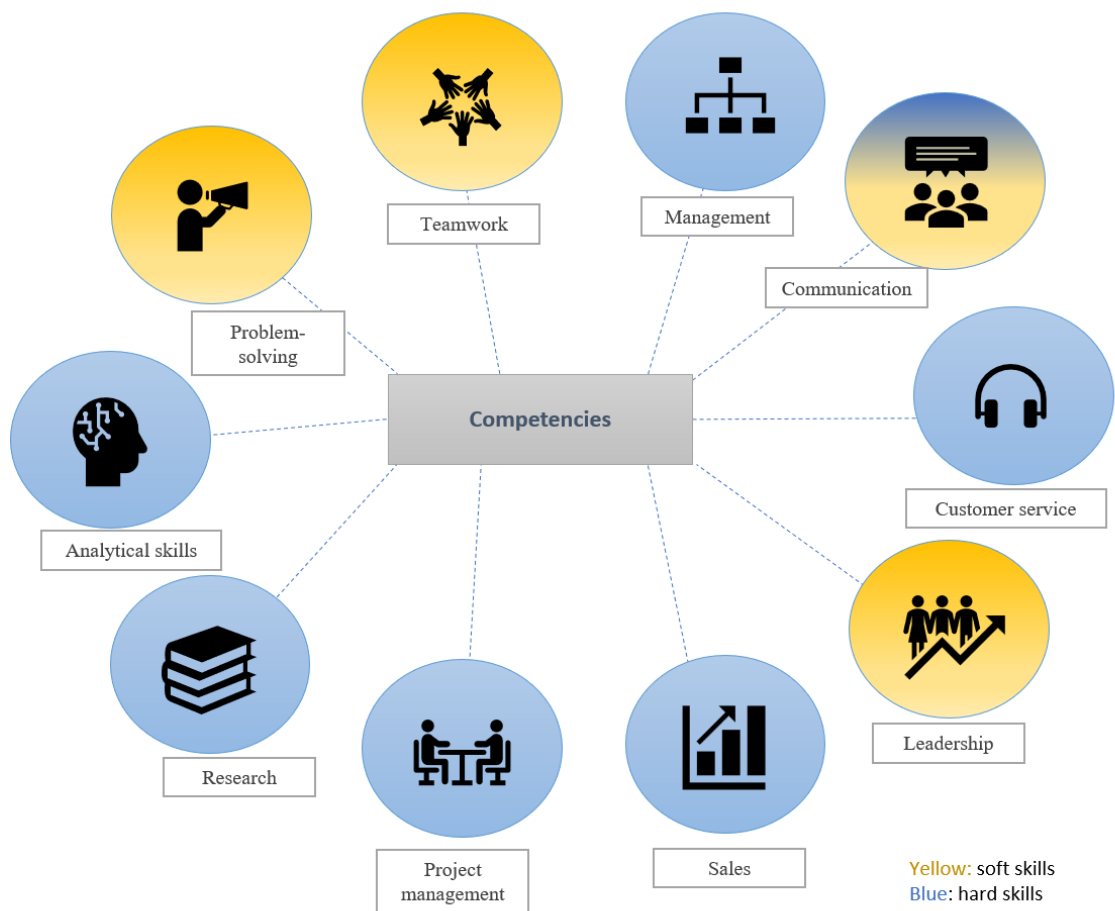 Teamwork
Management
Communication
Problem-
solving
Competencies
Customer service
Analytical skills
Leadership
Research
Project
management
Sales
Yellow: soft skills
Blue: hard skills